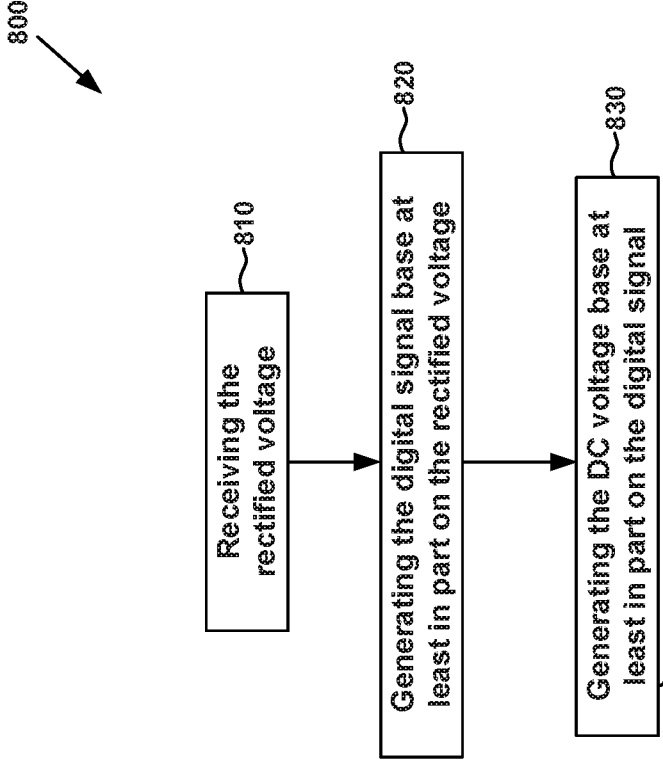 800
810
Receiving the
rectified voltage
820
Generating the digital signal base at
least in part on the rectified voltage
830
Generating the DC voltage base at
least in part on the digital signal